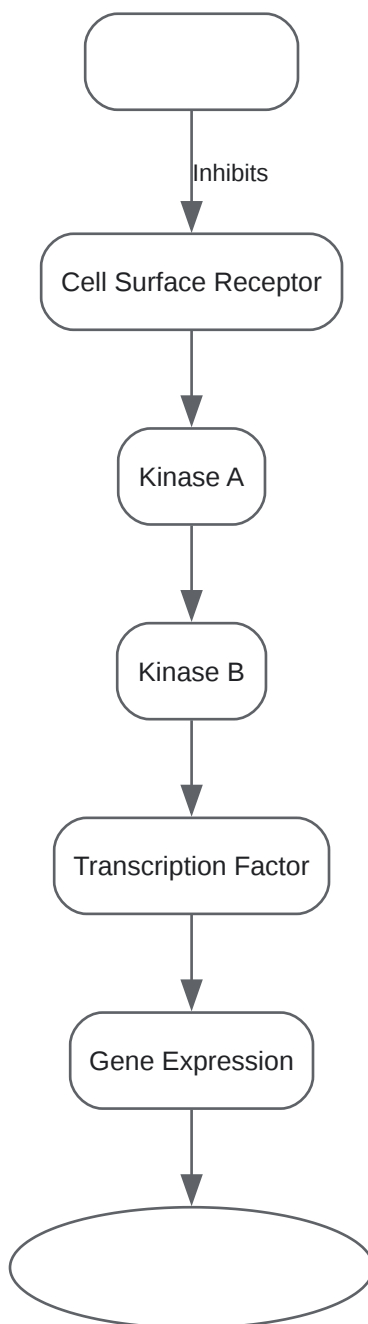 Inhibits
Cell Surface Receptor
Kinase A
Kinase B
Transcription Factor
Gene Expression